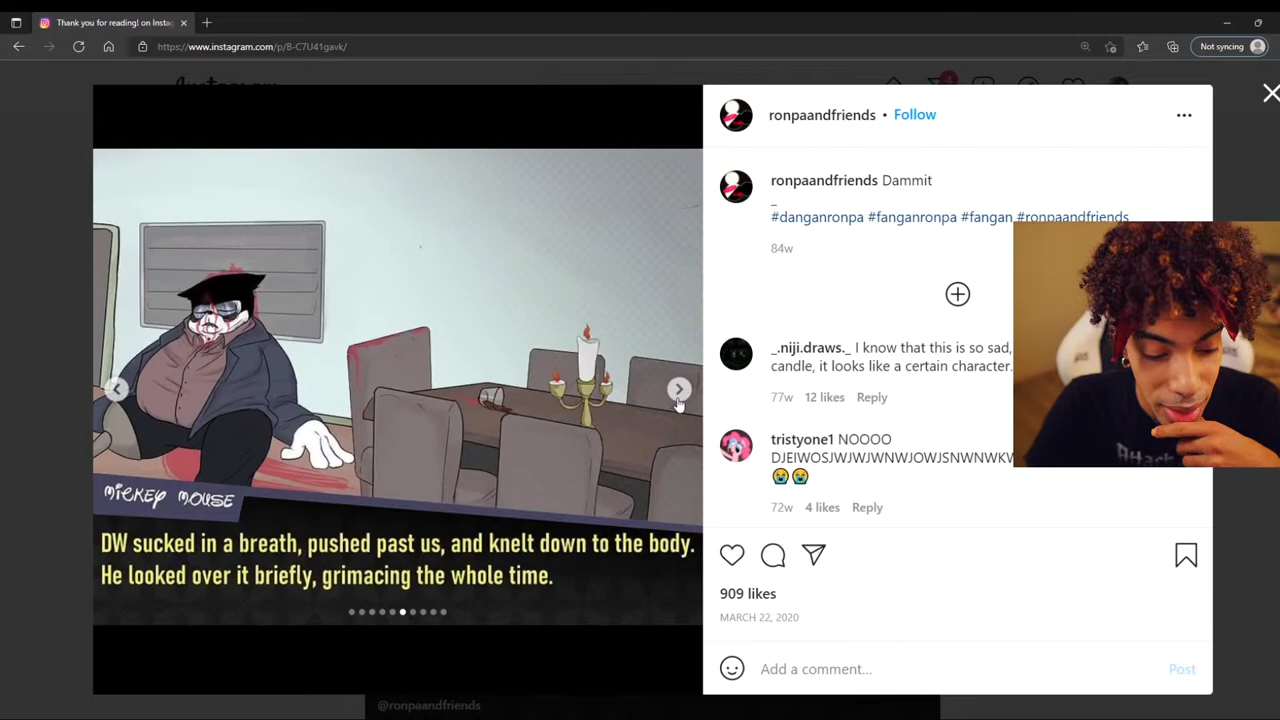 Thank you for reading! on Instag
https://www.instagram.com/p/B-C7U41gavk/
Not syncing
Instagram
4
ronpaandfriends • Follow
ronpaandfriends Dammit
_
#danganronpa #fanganronpa #fangan #ronpaandfriends
84w
_.niji.draws._ I know that this is so sad,
candle, it looks like a certain character.
77w 12 likes Reply
tristyone1 NOOOO
DJEIWOSJWJWJWNWJOWJSNWNWKW
72w 4 likes Reply
MICKEY MOUSE
DW sucked in a breath, pushed past us, and knelt down to the body.
He looked over it briefly, grimacing the whole time.
909 likes
MARCH 22, 2020
Add a comment... Post
@ronpaandfriends